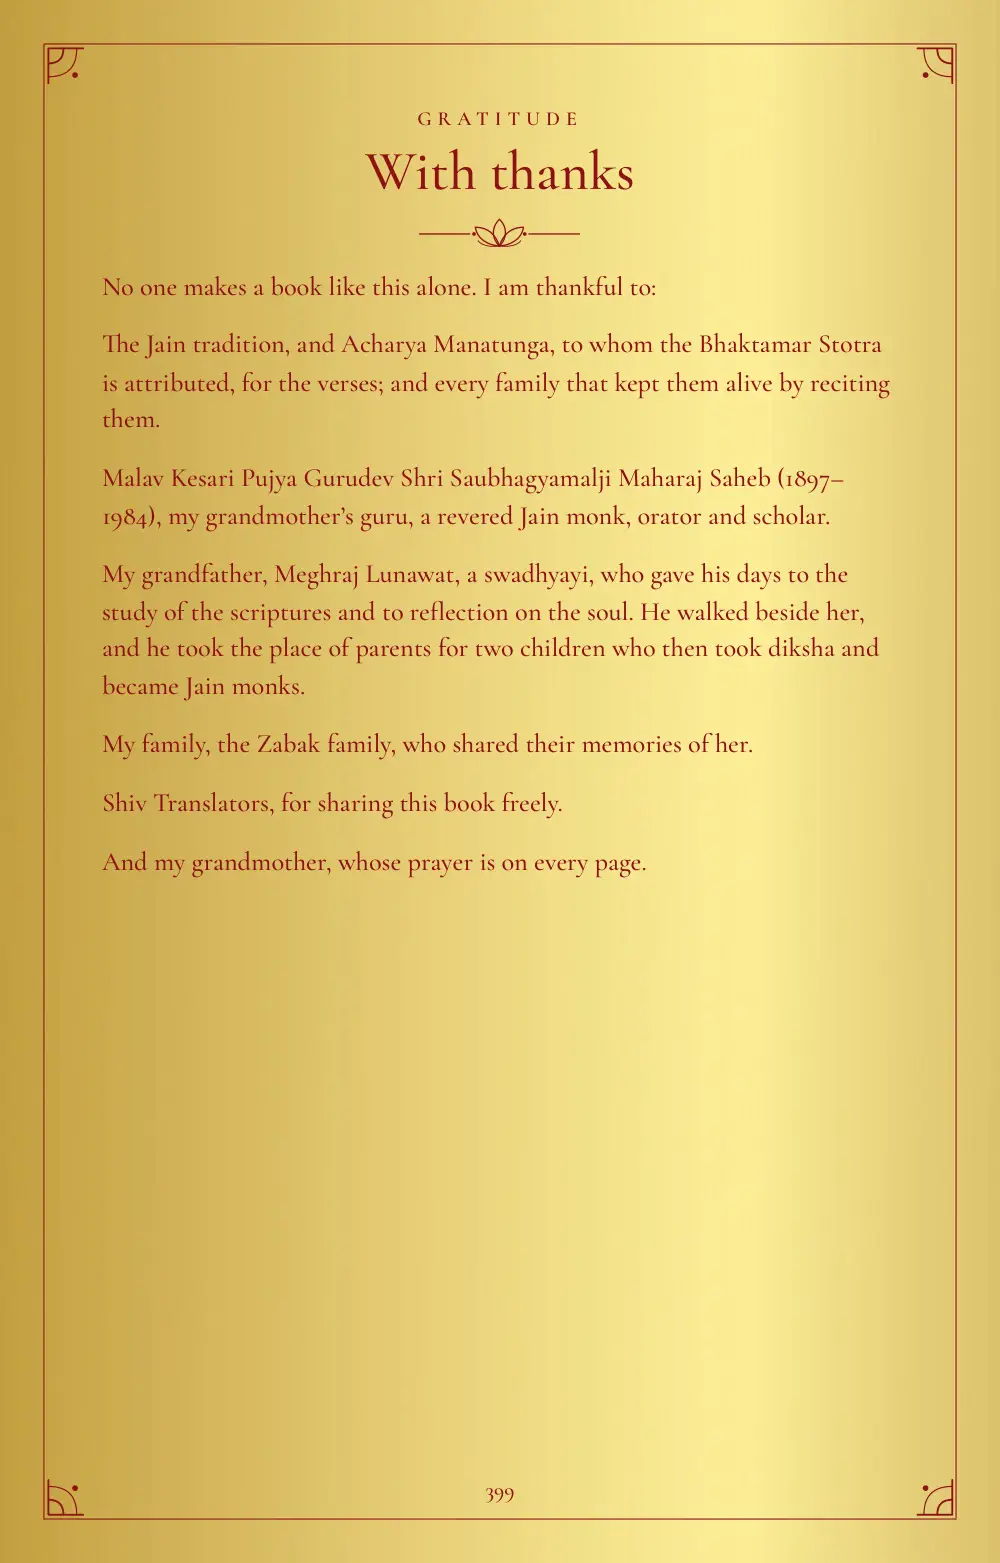 GRATITUDE
With thanks
No one makes a book like this alone. I am thankful to:
The Jain tradition, and Acharya Manatunga, to whom the Bhaktamar Stotra
is attributed, for the verses; and every family that kept them alive by reciting
them.
Malav Kesari Pujya Gurudev Shri Saubhagyamalji Maharaj Saheb (1897–
1984), my grandmother’s guru, a revered Jain monk, orator and scholar.
My grandfather, Meghraj Lunawat, a swadhyayi, who gave his days to the
study of the scriptures and to reflection on the soul. He walked beside her,
and he took the place of parents for two children who then took diksha and
became Jain monks.
My family, the Zabak family, who shared their memories of her.
Shiv Translators, for sharing this book freely.
And my grandmother, whose prayer is on every page.
399